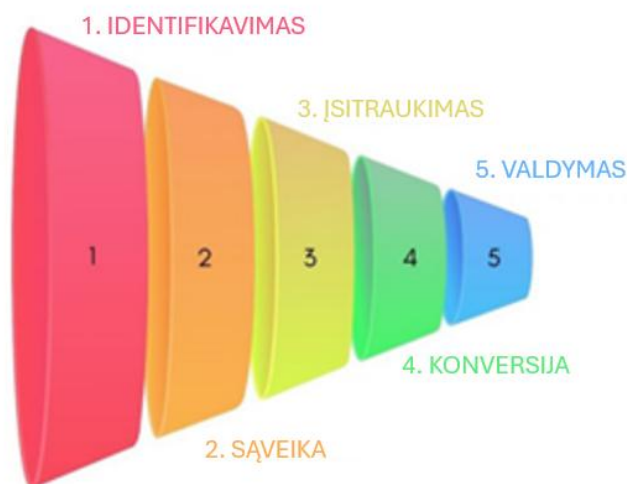 1. IDENTIFIKAVIMAS
3. ĮSITRAUKIMAS
5. VALDYMAS
1
2
3
4
5
4. KONVERSIJA
2. SĄVEIKA